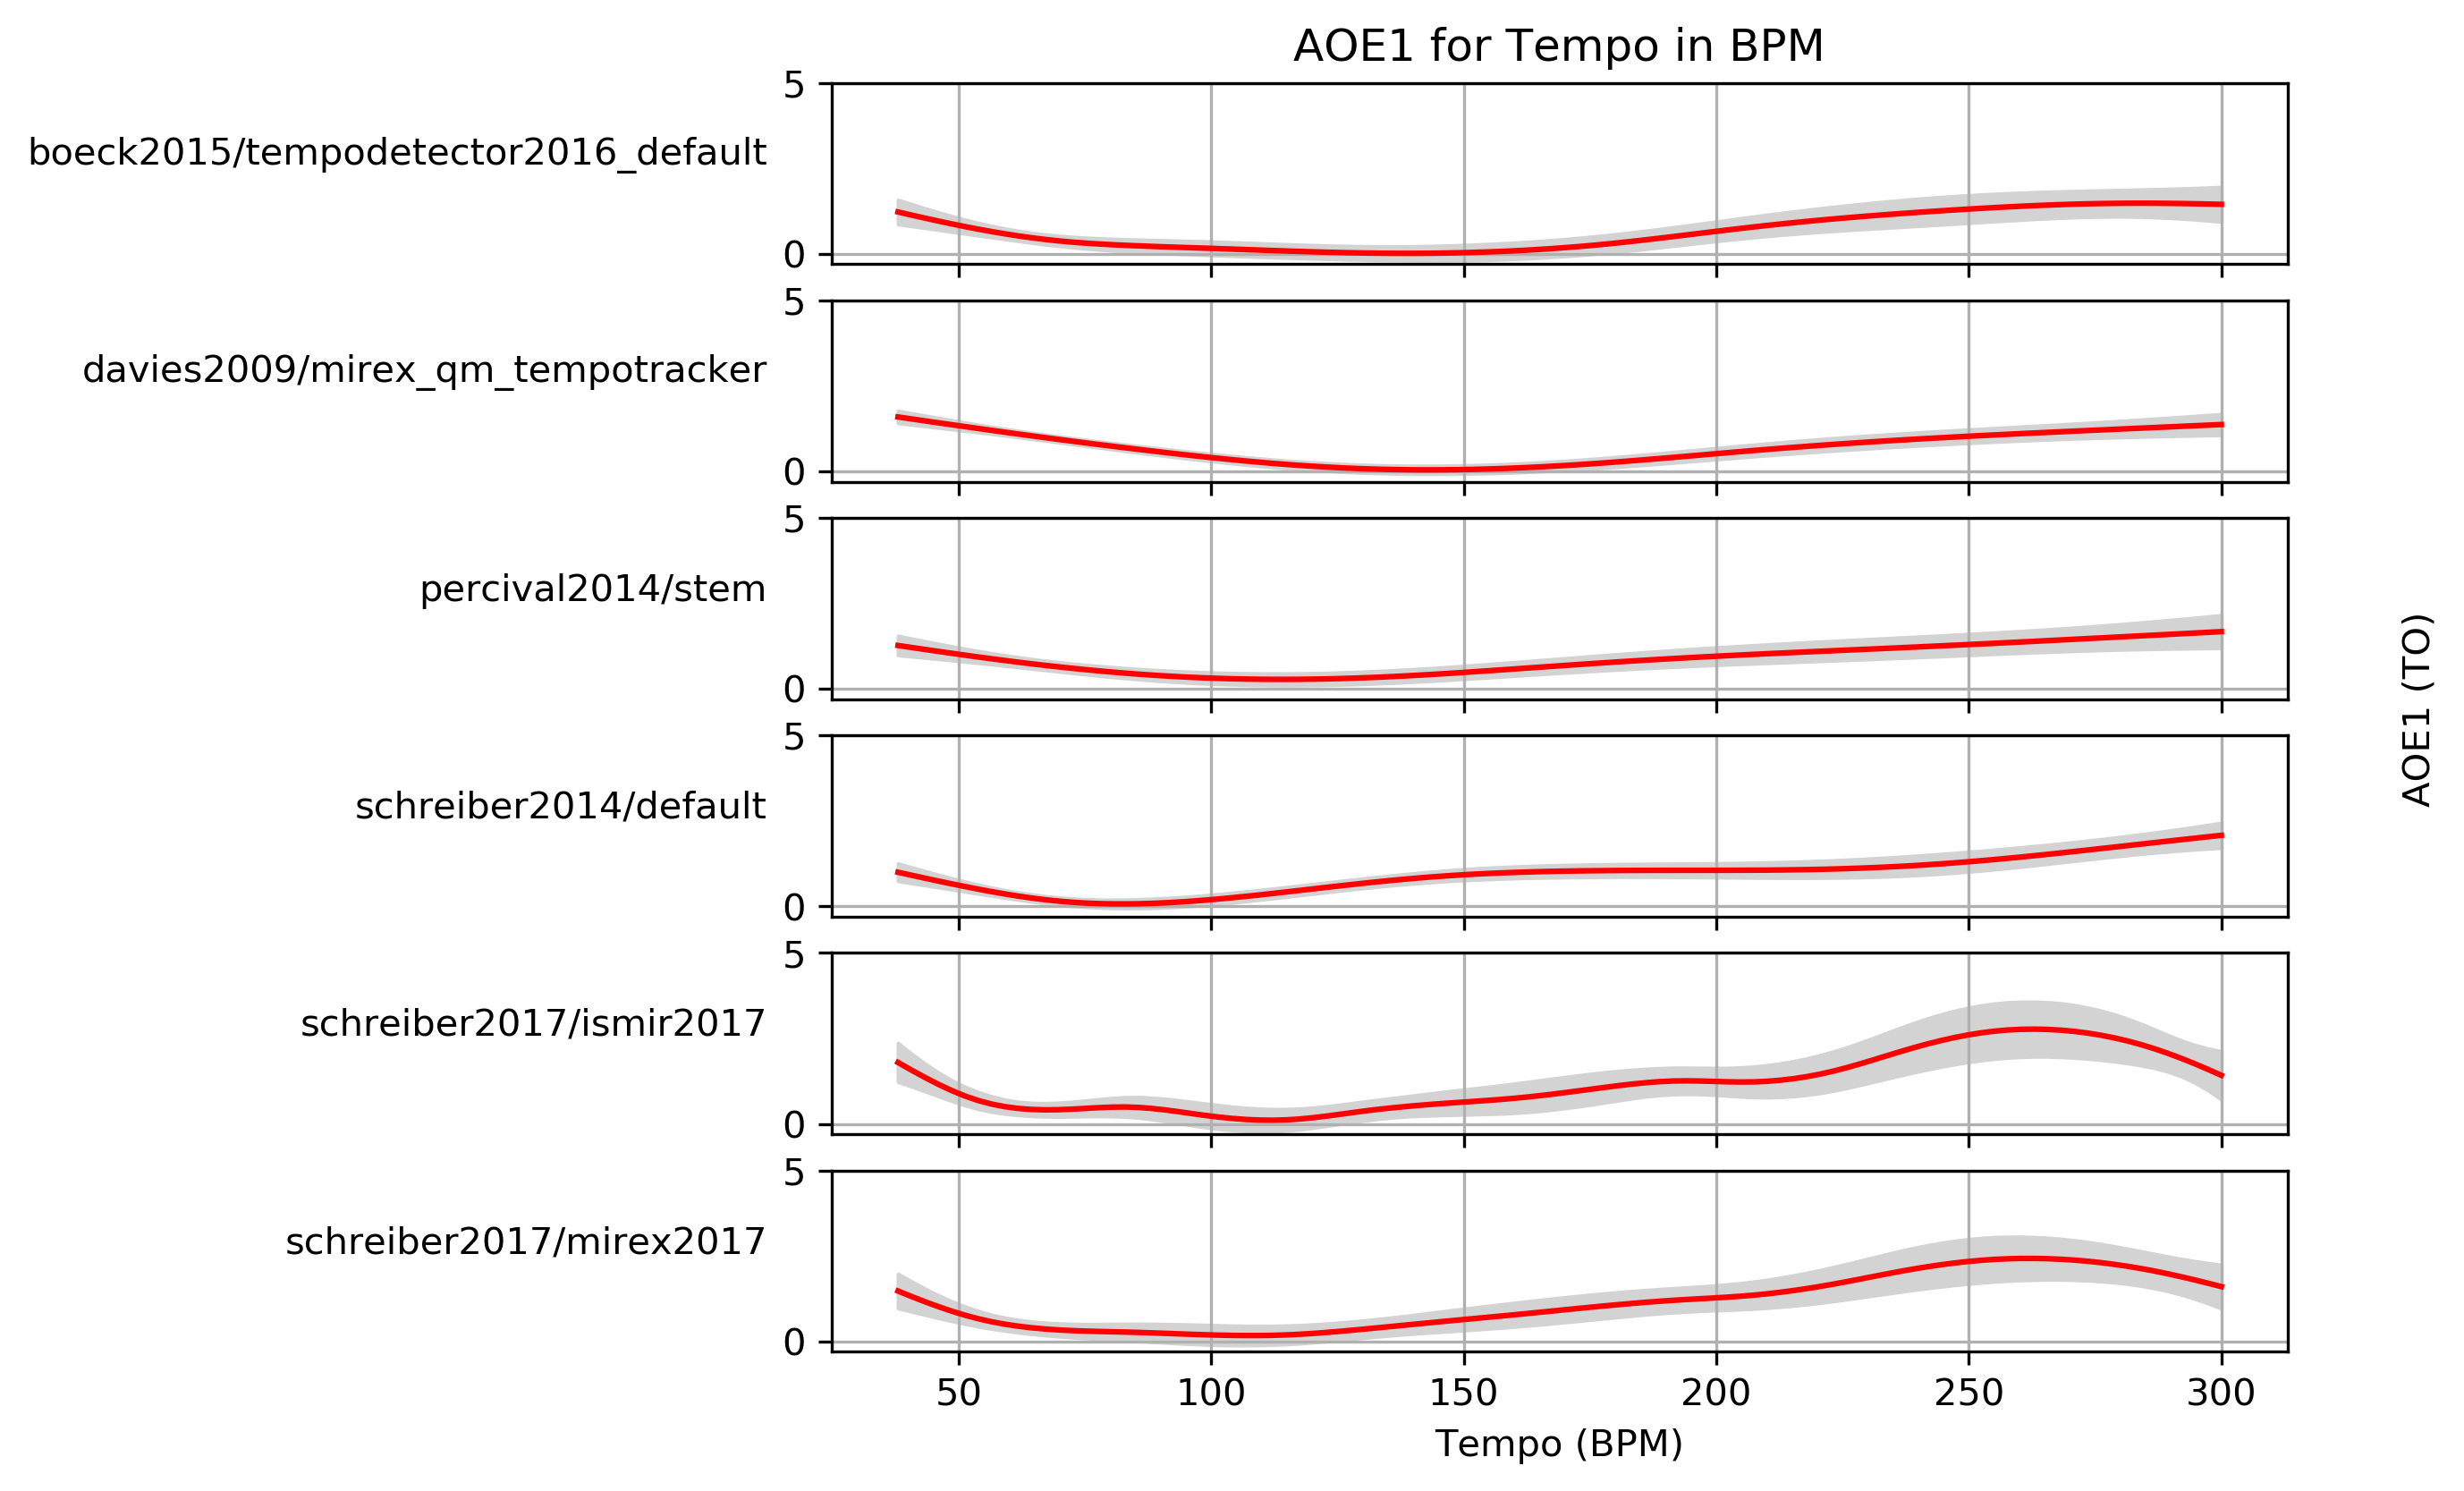 AOE1 for Tempo in BPM
5
boeck2015/tempodetector2016_default
0
5
davies2009/mirex_qm_tempotracker
0
5
percival2014/stem
0
AOE1 (TO)
5
schreiber2014/default
0
5
schreiber2017/ismir2017
0
5
schreiber2017/mirex2017
0
50 100 150 200 250 300
Tempo (BPM)